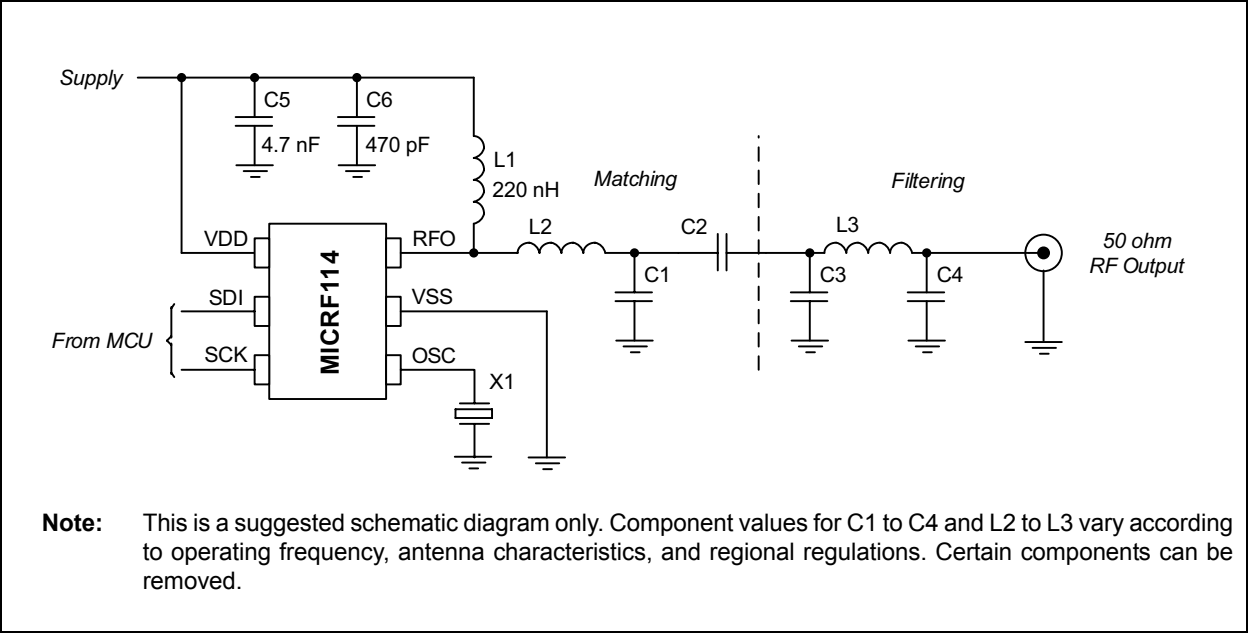 Supply
C5
4.7 nF
C6
470 pF
L1
220 nH
Matching
Filtering
VDD
RFO
L2
C2
L3
50 ohm
RF Output
C1
C3
C4
SDI
VSS
From MCU
MICRF114
SCK
OSC
X1
Note: This is a suggested schematic diagram only. Component values for C1 to C4 and L2 to L3 vary according
to operating frequency, antenna characteristics, and regional regulations. Certain components can be
removed.